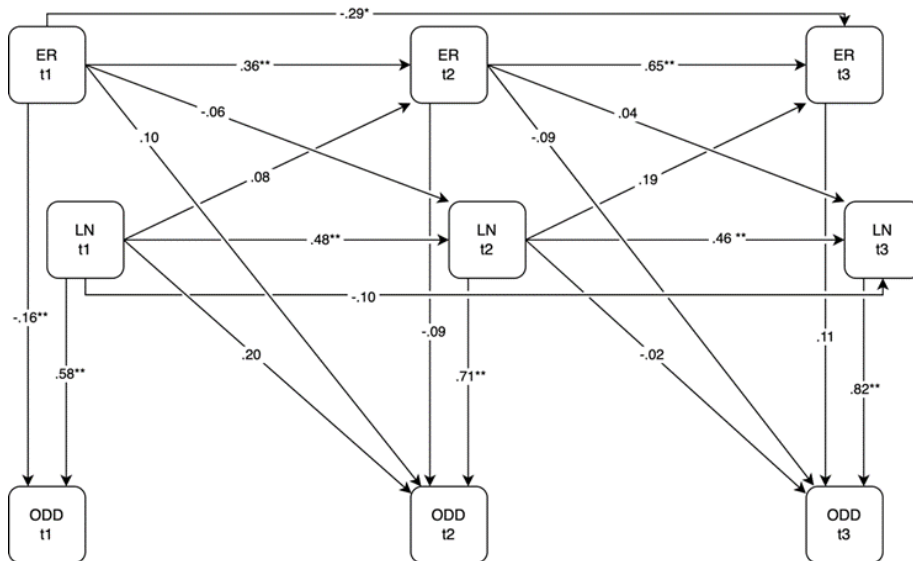 -.29*
ER
t1
.36**
ER
t2
.65**
ER
t3
-.06
.10
.08
-.09
.04
.19
LN
t1
.48**
LN
t2
.46 **
LN
t3
-.10
-.16**
.58**
.20
-.09
.71**
-.02
.11
.82**
ODD
t1
ODD
t2
ODD
t3